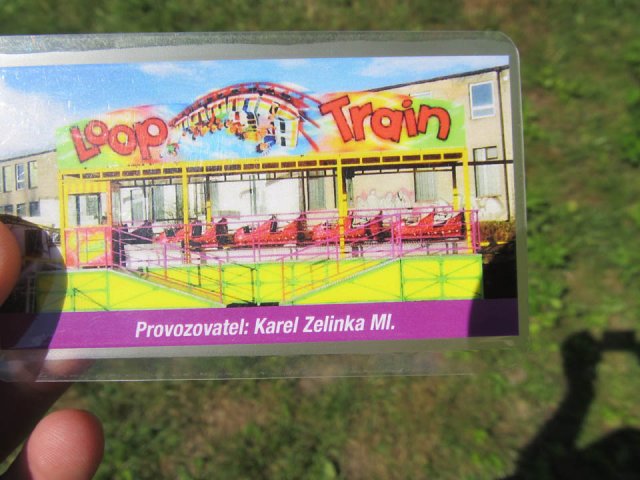 Loop Train
Provozovatel: Karel Zelinka Ml.